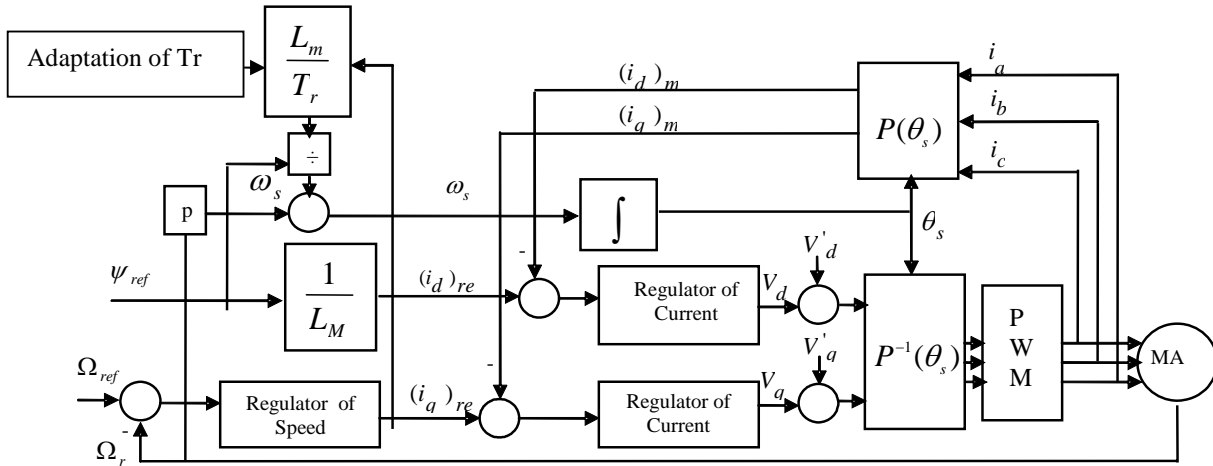 Adaptation of Tr
L_m
T_r
÷
ω_s
p
ψ_ref
1
L_M
(i_d)_m
(i_q)_m
ω_s
∫
P(θ_s)
i_a
i_b
i_c
θ_s
-
(i_d)_re
Regulator of
Current
V_d
V'_d
P⁻¹(θ_s)
P
W
M
MA
Ω_ref
-
Ω_r
Regulator of
Speed
(i_q)_re
-
Regulator of
Current
V_q
V'_q